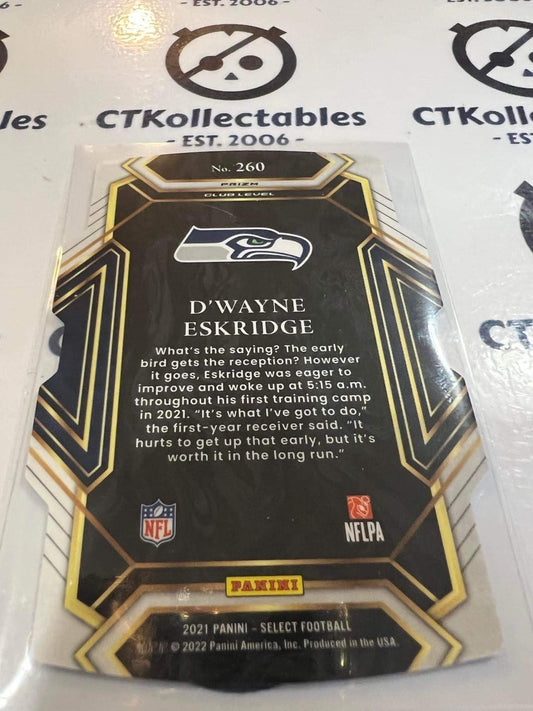 - EST. 2006 -
- EST. 2006 -
les
CTKollectables
CTKolle
- EST. 2006 -
No. 260
PRIZM
CLUB LEVEL
D'WAYNE
ESKRIDGE
What's the saying? The early
bird gets the reception? However
it goes, Eskridge was eager to
improve and woke up at 5:15 a.m.
throughout his first training camp
in 2021. "It's what I've got to do,"
the first-year receiver said. "It
hurts to get up that early, but it's
worth it in the long run."
NFL
NFLPA
PANINI
2021 PANINI - SELECT FOOTBALL
© 2022 Panini America, Inc. Produced in the USA.
CTKo